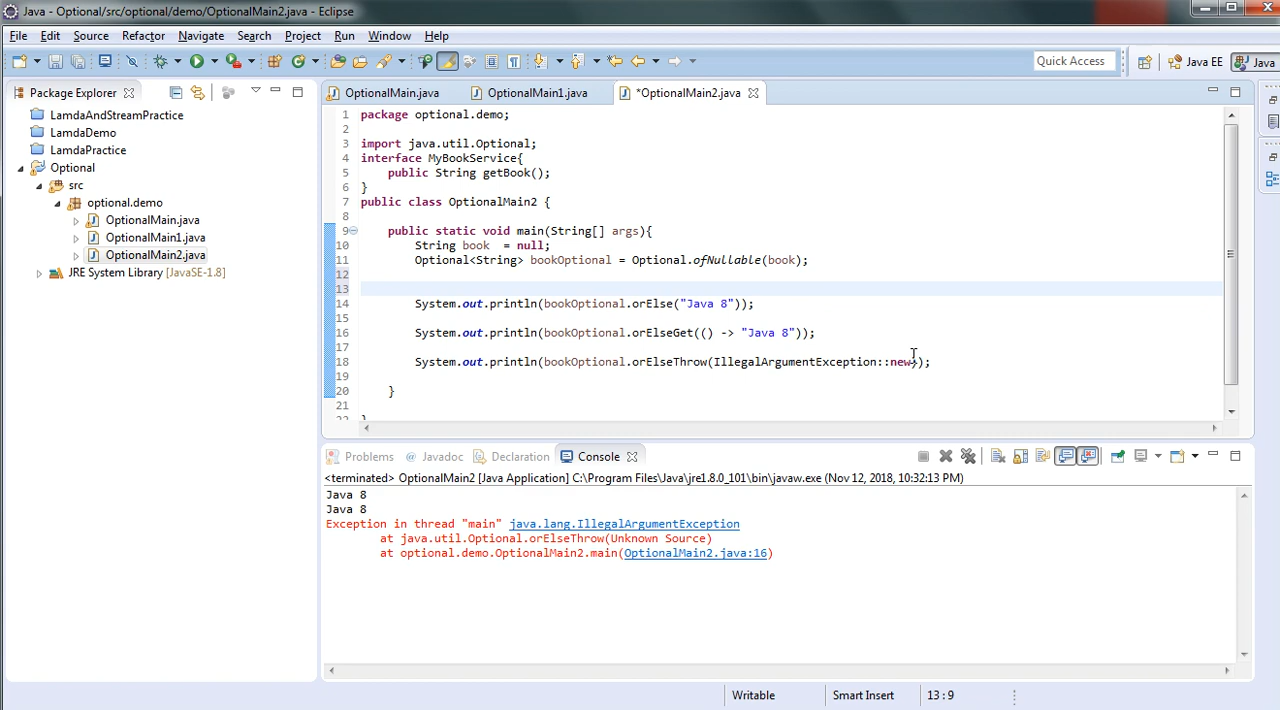 Java - Optional/src/optional/demo/OptionalMain2.java - Eclipse
File Edit Source Refactor Navigate Search Project Run Window Help
Quick Access Java EE Java
Package Explorer
LamdaAndStreamPractice
LamdaDemo
LamdaPractice
Optional
src
optional.demo
OptionalMain.java
OptionalMain1.java
OptionalMain2.java
JRE System Library [JavaSE-1.8]
OptionalMain.java OptionalMain1.java *OptionalMain2.java
1 package optional.demo;
2
3 import java.util.Optional;
4 interface MyBookService{
5 public String getBook();
6 }
7 public class OptionalMain2 {
8
9 public static void main(String[] args){
10 String book = null;
11 Optional<String> bookOptional = Optional.ofNullable(book);
12
13
14 System.out.println(bookOptional.orElse("Java 8"));
15
16 System.out.println(bookOptional.orElseGet(() -> "Java 8"));
17
18 System.out.println(bookOptional.orElseThrow(IllegalArgumentException::new));
19
20 }
21
22 }
Problems Javadoc Declaration Console
<terminated> OptionalMain2 [Java Application] C:\Program Files\Java\jre1.8.0_101\bin\javaw.exe (Nov 12, 2018, 10:32:13 PM)
Java 8
Java 8
Exception in thread "main" java.lang.IllegalArgumentException
at java.util.Optional.orElseThrow(Unknown Source)
at optional.demo.OptionalMain2.main(OptionalMain2.java:16)
Writable Smart Insert 13:9